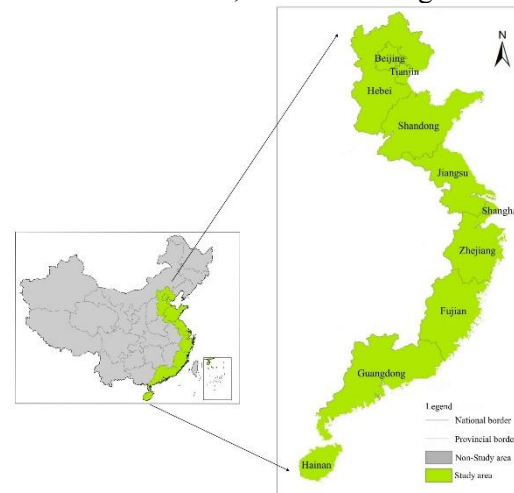 N
Beijing
Tianjin
Hebei
Shandong
Jiangsu
Shangha
Zhejiang
Fujian
Guangdong
Legend
National border
Provincial border
Non-Study area
Study area
Hainan